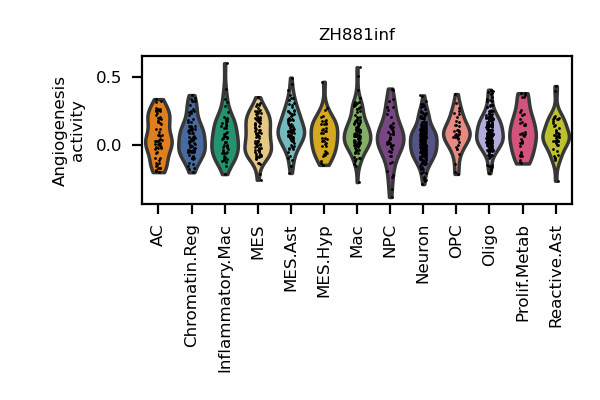 ZH881inf
Angiogenesis
activity
0.5
0.0
AC
Chromatin.Reg
Inflammatory.Mac
MES
MES.Ast
MES.Hyp
Mac
NPC
Neuron
OPC
Oligo
Prolif.Metab
Reactive.Ast